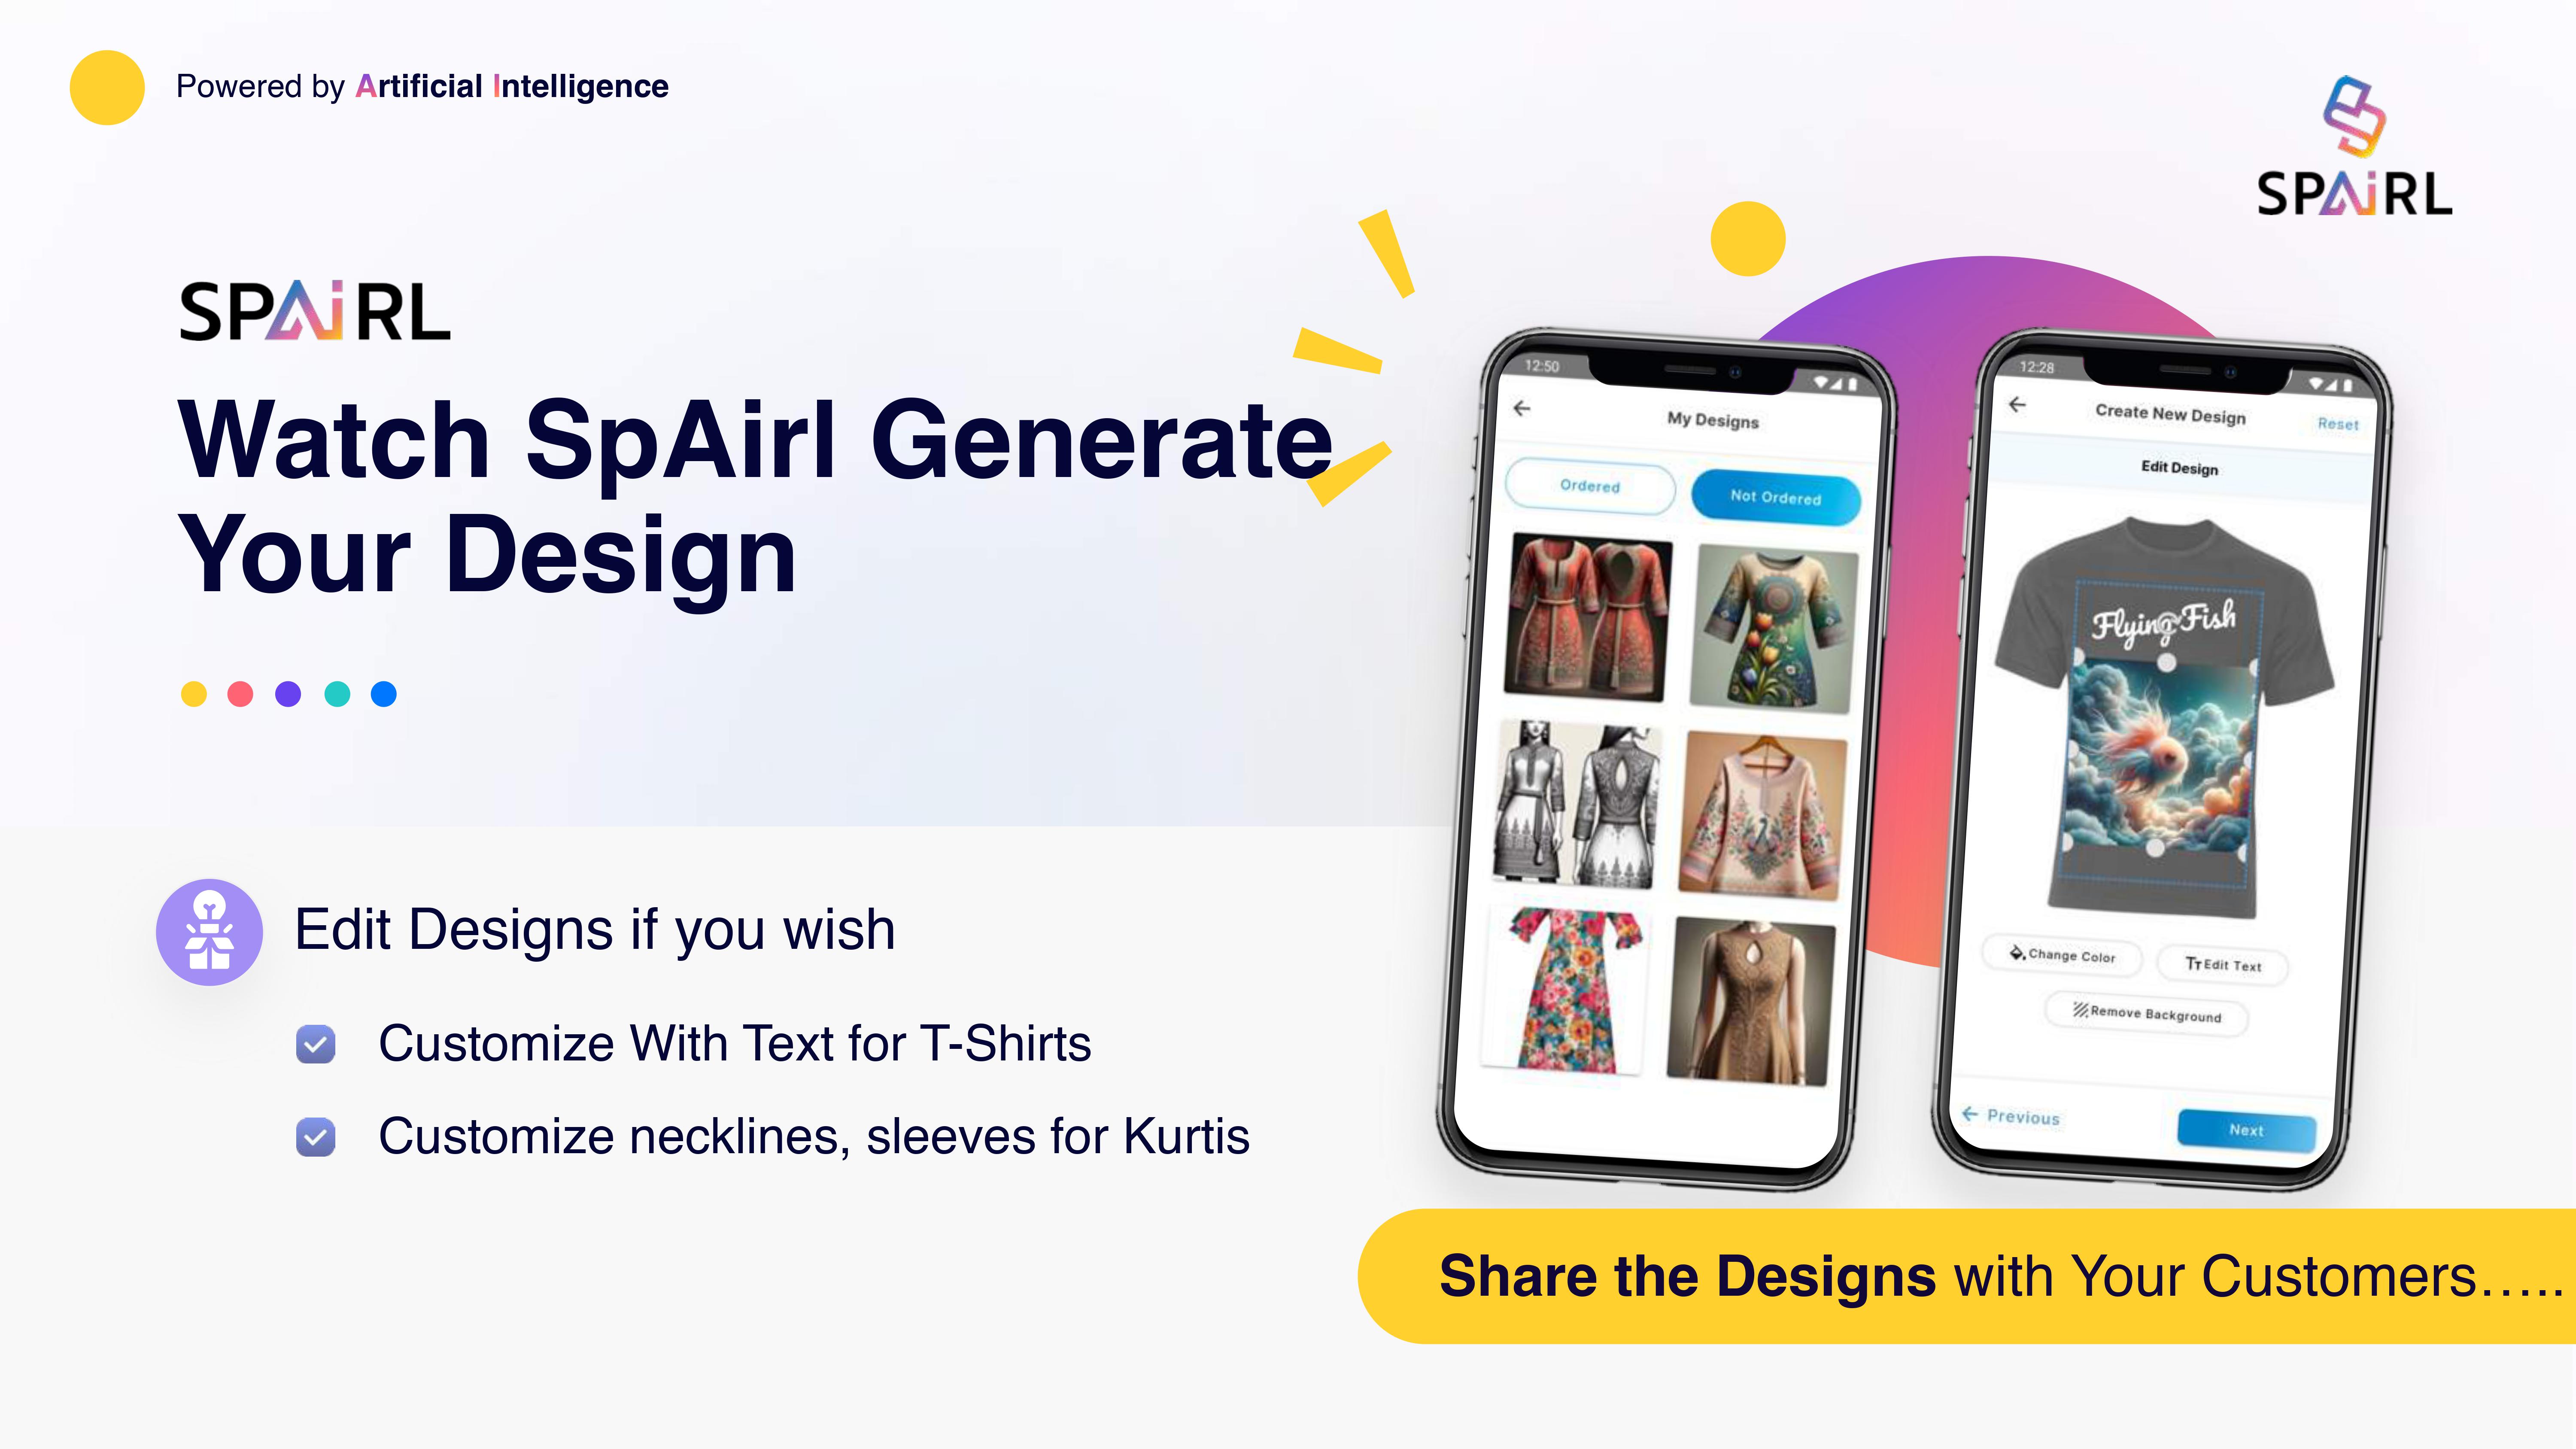 Powered by Artificial Intelligence
SPAiRL
SPAiRL
Watch SpAirl Generate
Your Design
Edit Designs if you wish
Customize With Text for T-Shirts
Customize necklines, sleeves for Kurtis
12:50
My Designs
Ordered
Not Ordered
12:28
Create New Design
Reset
Edit Design
Flying Fish
Change Color
Edit Text
Remove Background
Previous
Next
Share the Designs with Your Customers…..